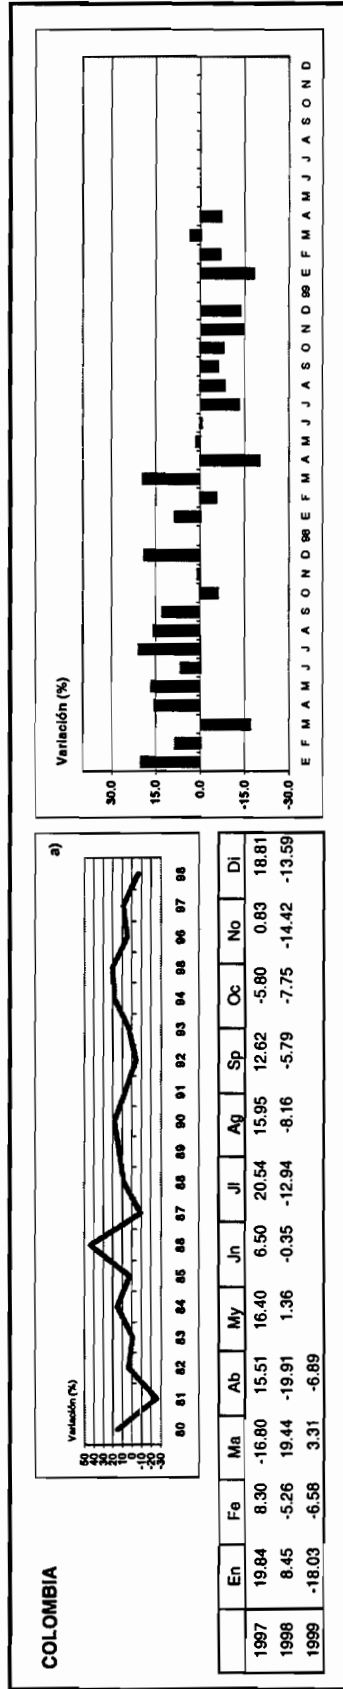 COLOMBIA
a)
Variación (%)
50
40
30
20
10
0
-10
-20
-30
80 81 82 83 84 85 86 87 88 89 90 91 92 93 94 95 96 97 98
En Fe Ma Ab My Jn Jl Ag Sp Oc No Di
1997 19.84 8.30 -16.80 15.51 16.40 6.50 20.54 15.95 12.62 -5.80 0.83 18.81
1998 8.45 -5.26 19.44 -19.91 1.36 -0.35 -12.94 -8.16 -5.79 -7.75 -14.42 -13.59
1999 -18.03 -6.58 3.31 -6.89
Variación (%)
30.0
15.0
0.0
-15.0
-30.0
E F M A M J J A S O N D 98 E F M A M J J A S O N D 99 E F M A M J J A S O N D